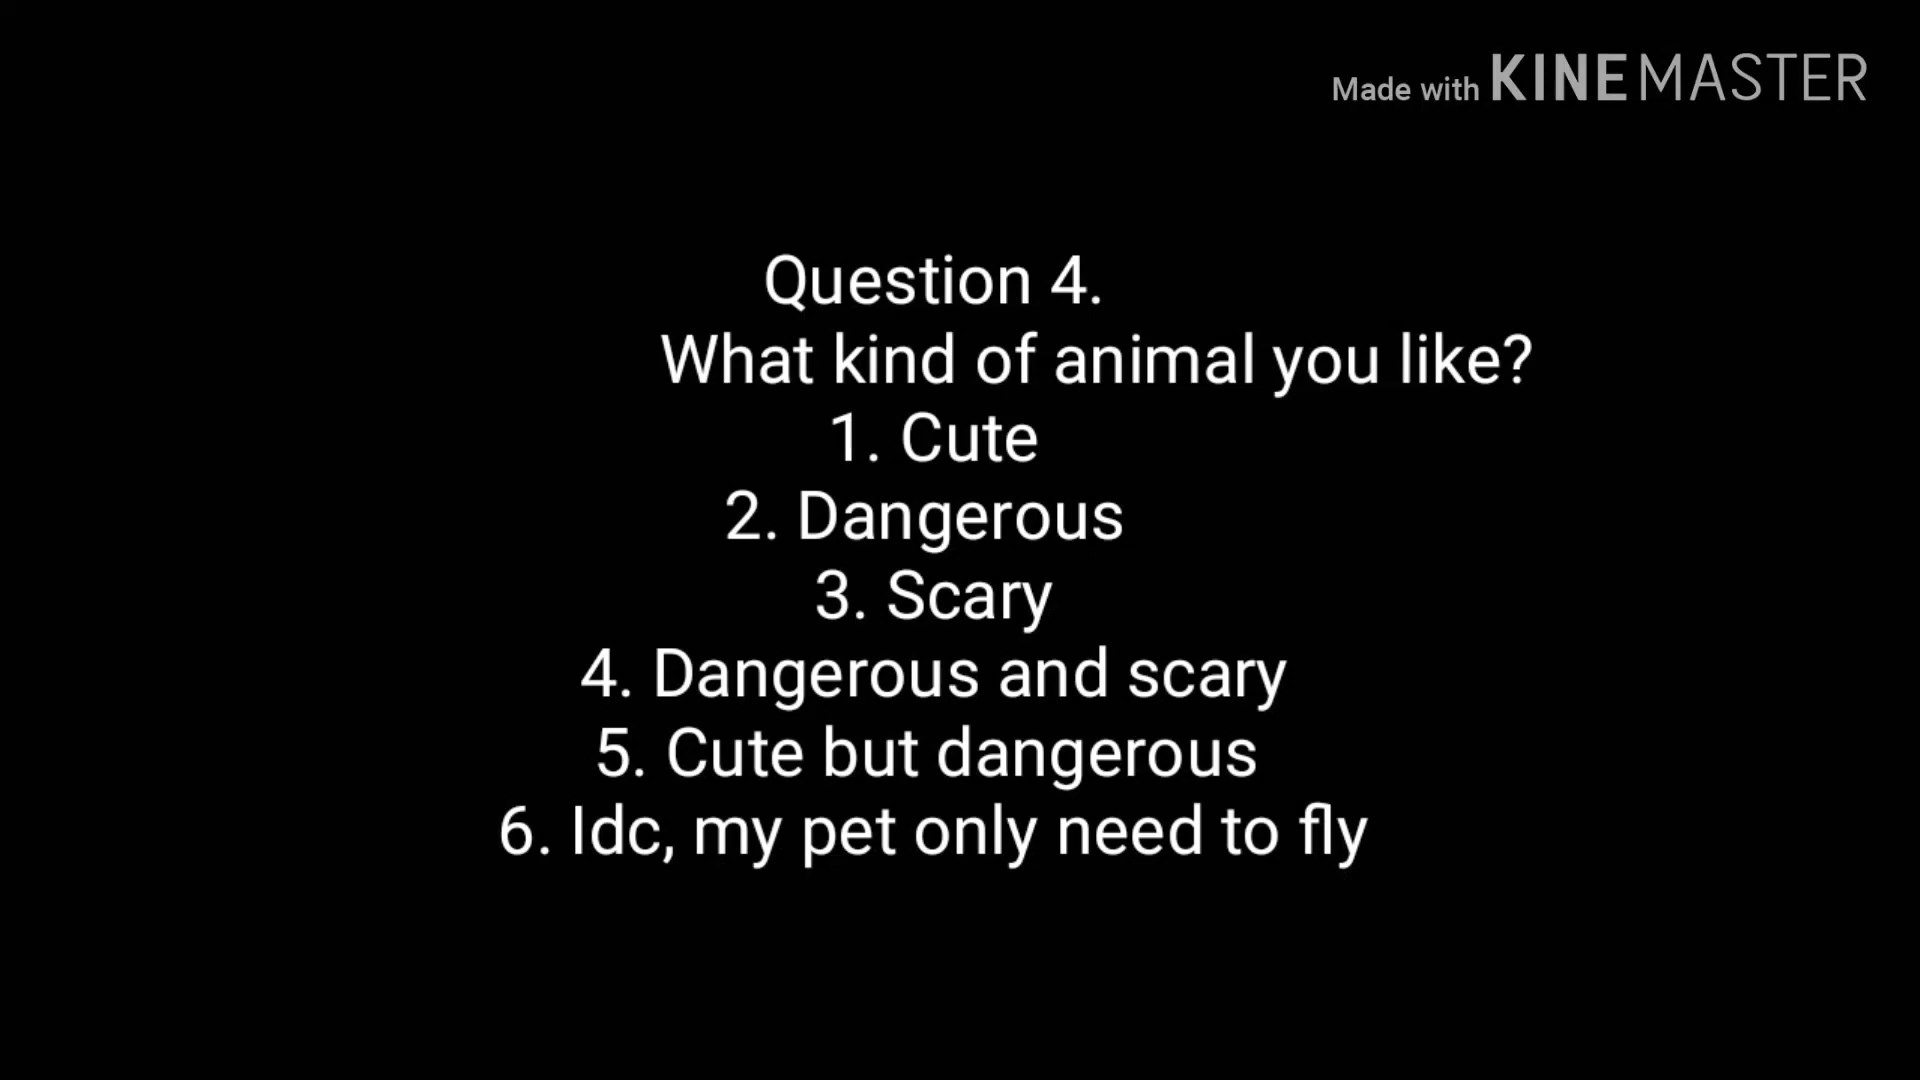 Made with KINEMASTER
Question 4.
What kind of animal you like?
1. Cute
2. Dangerous
3. Scary
4. Dangerous and scary
5. Cute but dangerous
6. Idc, my pet only need to fly